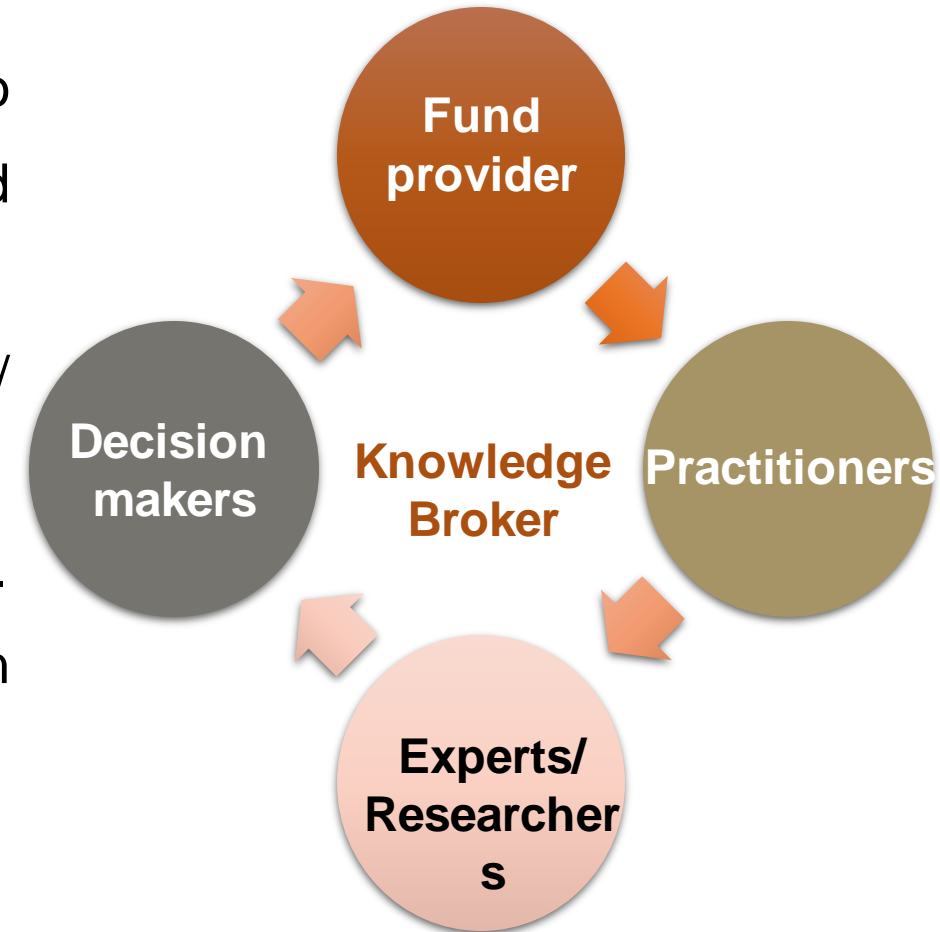 Fund
provider
Decision
makers
Knowledge
Broker
Practitioners
Experts/
Researcher
s